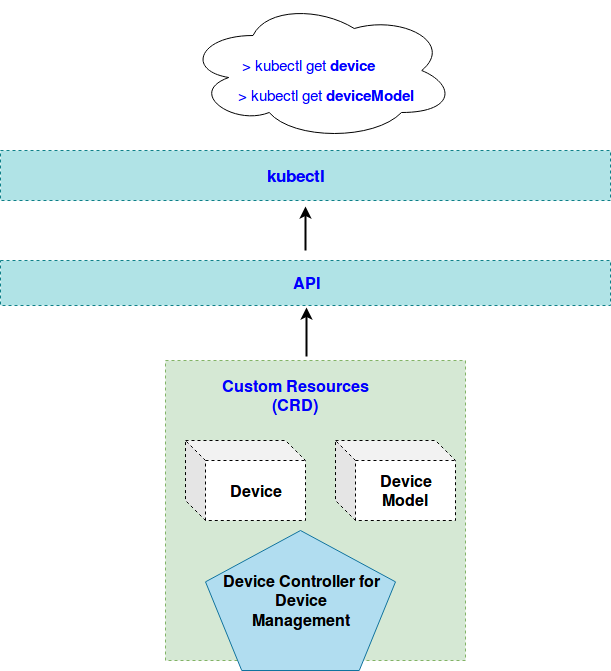 > kubectl get device
> kubectl get deviceModel
kubectl
API
Custom Resources
(CRD)
Device
Device
Model
Device Controller for
Device
Management